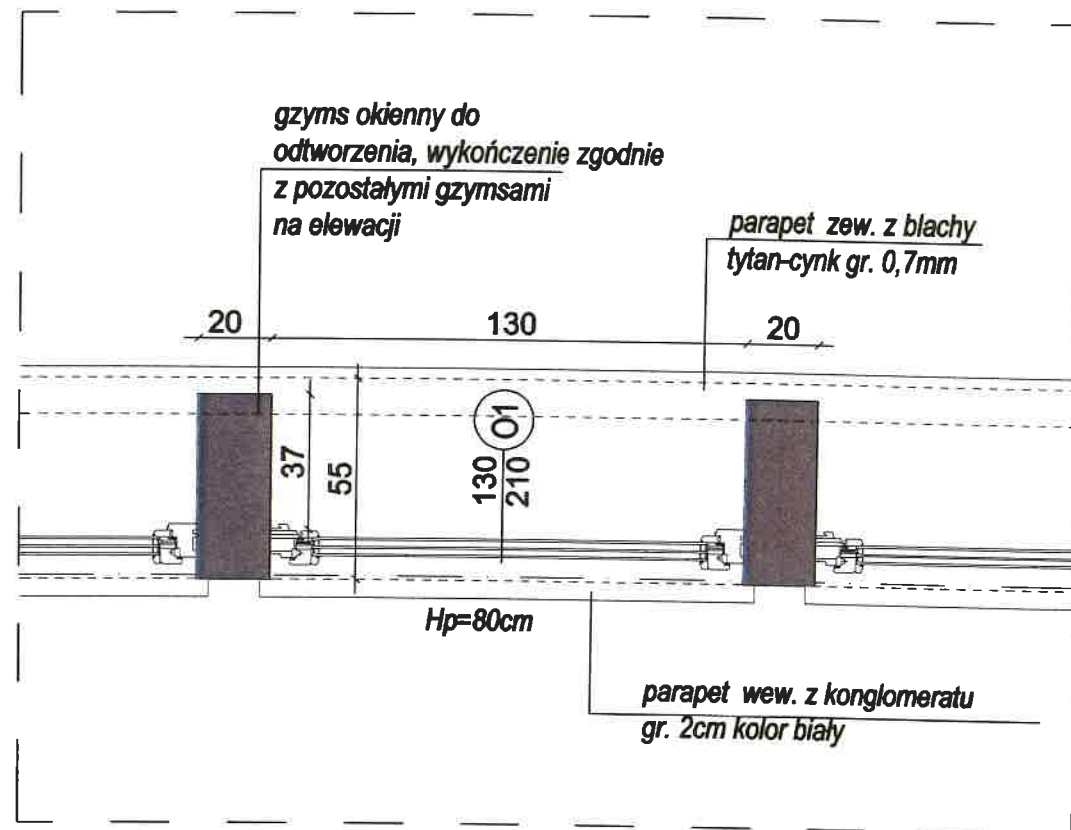 gzyms okienny do
odtworzenia, wykończenie zgodnie
z pozostałymi gzymsami
na elewacji
parapet zew. z blachy
tytan-cynk gr. 0,7mm
20
130
20
37
55
O1
130
210
Hp=80cm
parapet wew. z konglomeratu
gr. 2cm kolor biały